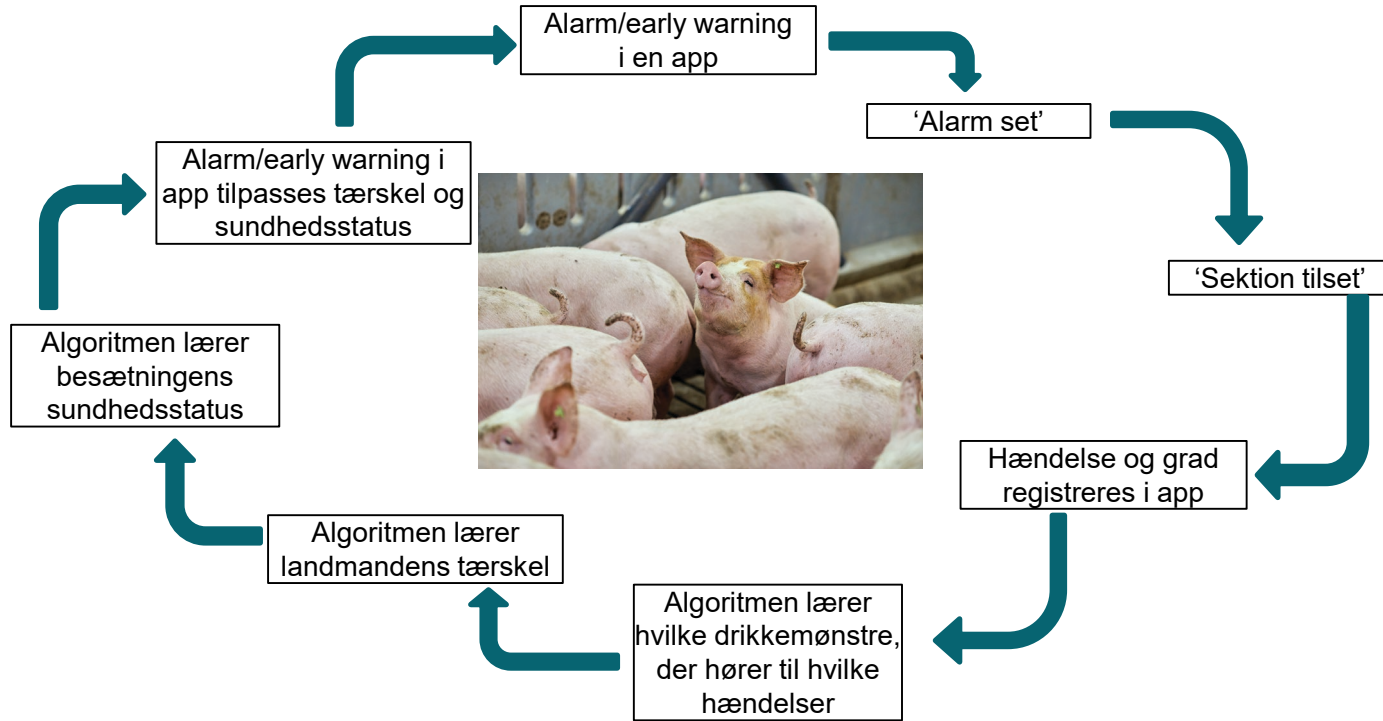 Alarm/early warning
i en app
‘Alarm set’
‘Sektion tilset’
Hændelse og grad
registreres i app
Algoritmen lærer
hvilke drikkemønstre,
der hører til hvilke
hændelser
Algoritmen lærer
landmandens tærskel
Algoritmen lærer
besætningens
sundhedsstatus
Alarm/early warning i
app tilpasses tærskel og
sundhedsstatus